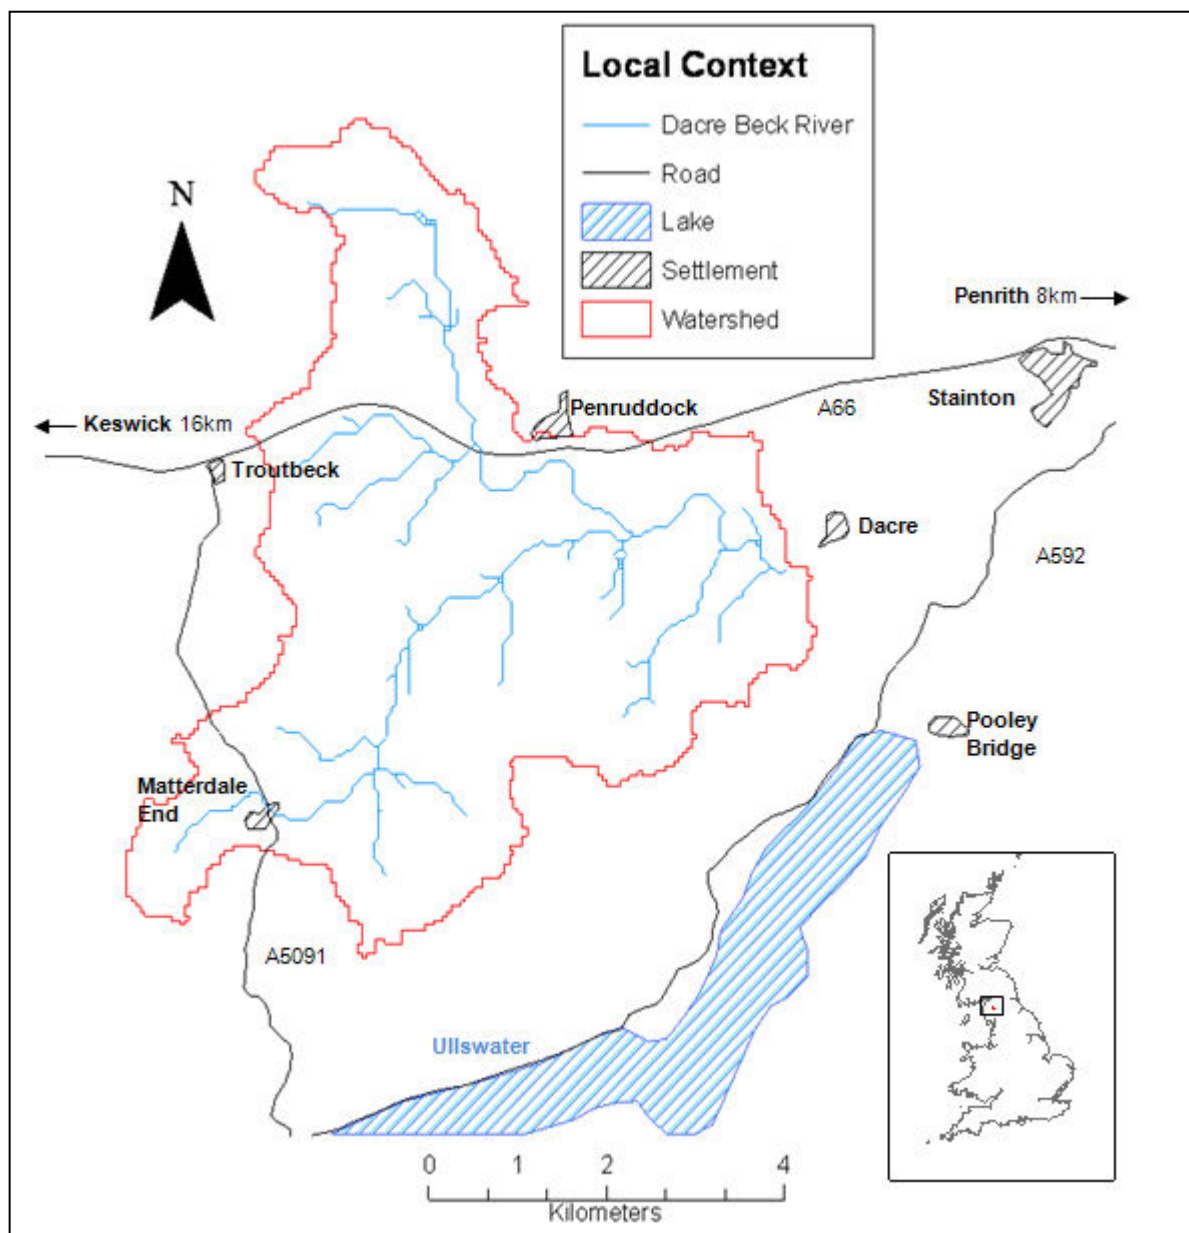 Local Context
Dacre Beck River
Road
Lake
Settlement
Watershed
N
Penrith 8km
Stainton
A66
Penruddock
Keswick 16km
Troutbeck
Dacre
A592
Pooley
Bridge
Matterdale
End
A5091
Ullswater
0 1 2 4
Kilometers